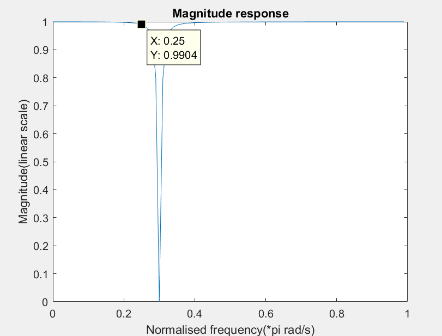 Magnitude response
1
0.9
0.8
0.7
0.6
0.5
0.4
0.3
0.2
0.1
0
X: 0.25
Y: 0.9904
Magnitude(linear scale)
0 0.2 0.4 0.6 0.8 1
Normalised frequency(*pi rad/s)